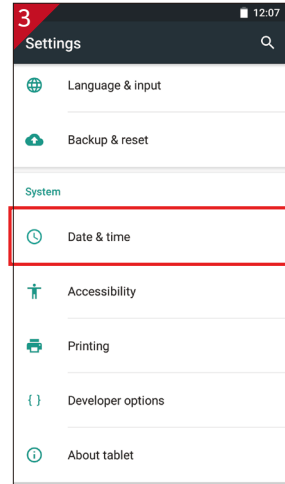 3
12:07
Settings
Language & input
Backup & reset
System
Date & time
Accessibility
Printing
{ } Developer options
About tablet